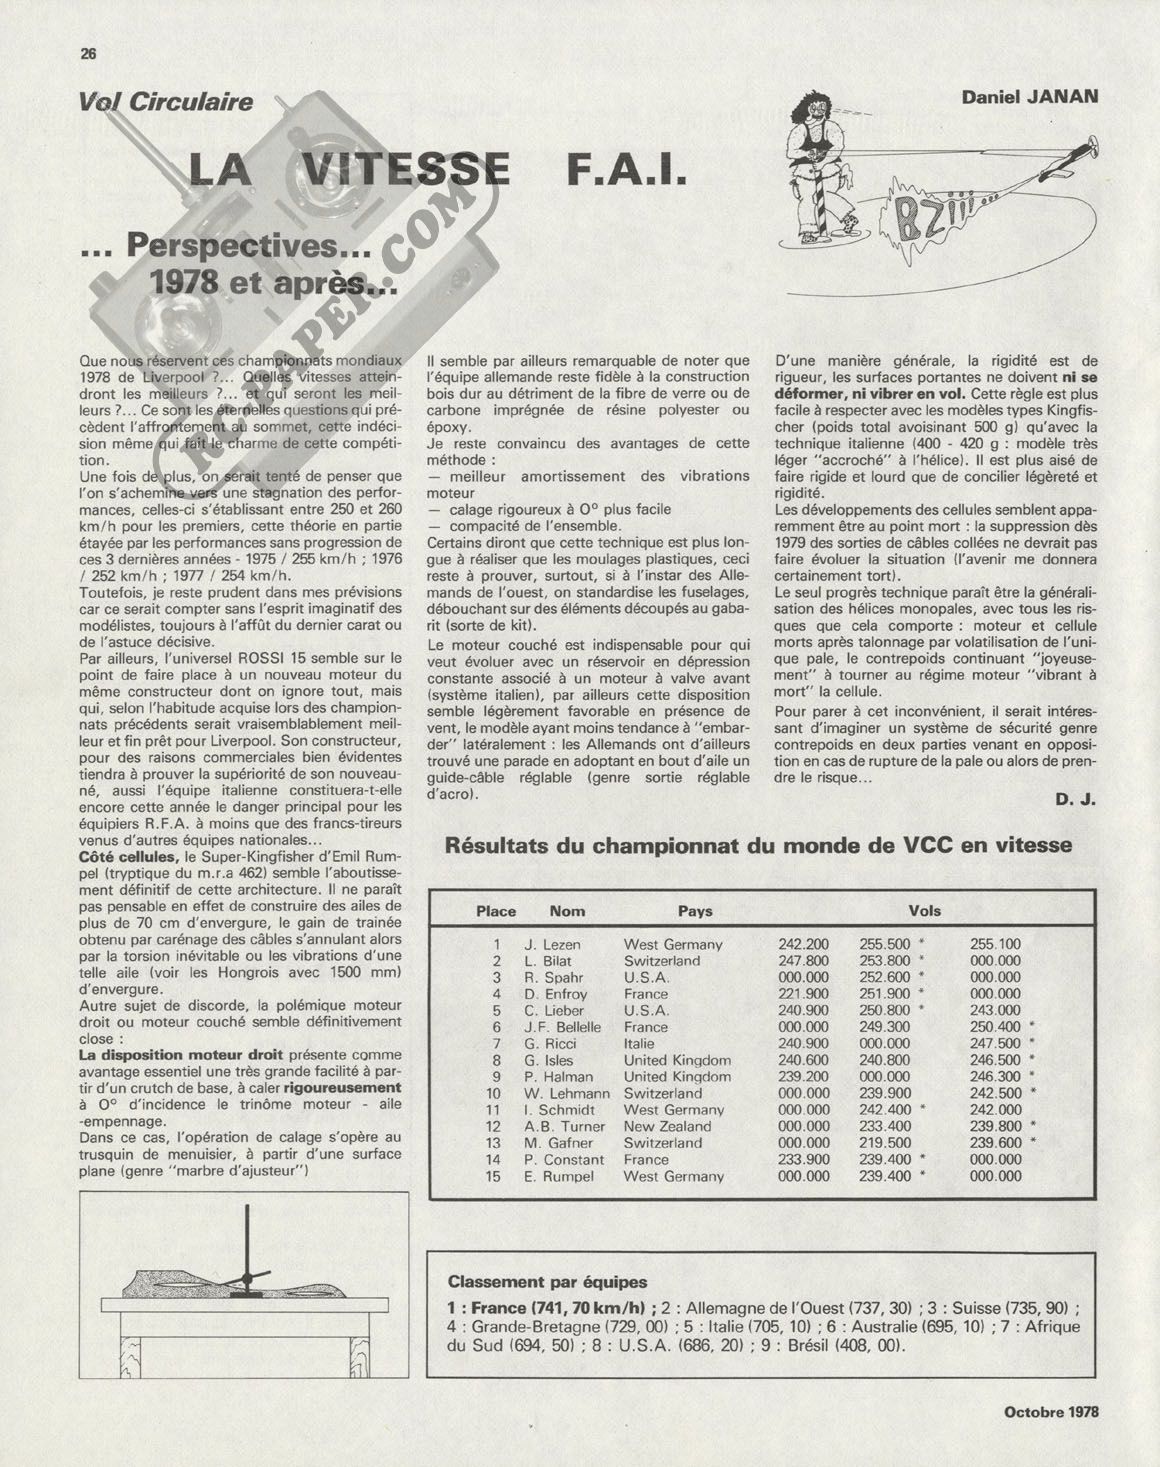 26
Vol Circulaire
Daniel JANAN
LA VITESSE F.A.I.
... Perspectives...
1978 et après...
BZ!!!
RC-PAPER.COM
Que nous réservent ces championnats mondiaux
1978 de Liverpool ?... Quelles vitesses attein-
dront les meilleurs ?... et qui seront les meil-
leurs ?... Ce sont les éternelles questions qui pré-
cèdent l'affrontement au sommet, cette indéci-
sion même qui fait le charme de cette compéti-
tion.
Une fois de plus, on serait tenté de penser que
l'on s'achemine vers une stagnation des perfor-
mances, celles-ci s'établissant entre 250 et 260
km/h pour les premiers, cette théorie en partie
étayée par les performances sans progression de
ces 3 dernières années - 1975 / 255 km/h ; 1976
/ 252 km/h ; 1977 / 254 km/h.
Toutefois, je reste prudent dans mes prévisions
car ce serait compter sans l'esprit imaginatif des
modélistes, toujours à l'affût du dernier carat ou
de l'astuce décisive.
Par ailleurs, l'universel ROSSI 15 semble sur le
point de faire place à un nouveau moteur du
même constructeur dont on ignore tout, mais
qui, selon l'habitude acquise lors des champion-
nats précédents serait vraisemblablement meil-
leur et fin prêt pour Liverpool. Son constructeur,
pour des raisons commerciales bien évidentes
tiendra à prouver la supériorité de son nouveau-
né, aussi l'équipe italienne constituera-t-elle
encore cette année le danger principal pour les
équipiers R.F.A. à moins que des francs-tireurs
venus d'autres équipes nationales...
Côté cellules, le Super-Kingfisher d'Emil Rum-
pel (tryptique du m.r.a 462) semble l'aboutisse-
ment définitif de cette architecture. Il ne paraît
pas pensable en effet de construire des ailes de
plus de 70 cm d'envergure, le gain de trainée
obtenu par carénage des câbles s'annulant alors
par la torsion inévitable ou les vibrations d'une
telle aile (voir les Hongrois avec 1500 mm)
d'envergure.
Autre sujet de discorde, la polémique moteur
droit ou moteur couché semble définitivement
close :
La disposition moteur droit présente comme
avantage essentiel une très grande facilité à par-
tir d'un crutch de base, à caler rigoureusement
à 0° d'incidence le trinôme moteur - aile
-empennage.
Dans ce cas, l'opération de calage s'opère au
trusquin de menuisier, à partir d'une surface
plane (genre "marbre d'ajusteur")
Il semble par ailleurs remarquable de noter que
l'équipe allemande reste fidèle à la construction
bois dur au détriment de la fibre de verre ou de
carbone imprégnée de résine polyester ou
époxy.
Je reste convaincu des avantages de cette
méthode :
— meilleur amortissement des vibrations
moteur
— calage rigoureux à 0° plus facile
— compacité de l'ensemble.
Certains diront que cette technique est plus lon-
gue à réaliser que les moulages plastiques, ceci
reste à prouver, surtout, si à l'instar des Alle-
mands de l'ouest, on standardise les fuselages,
débouchant sur des éléments découpés au gaba-
rit (sorte de kit).
Le moteur couché est indispensable pour qui
veut évoluer avec un réservoir en dépression
constante associé à un moteur à valve avant
(système italien), par ailleurs cette disposition
semble légèrement favorable en présence de
vent, le modèle ayant moins tendance à "embar-
der" latéralement : les Allemands ont d'ailleurs
trouvé une parade en adoptant en bout d'aile un
guide-câble réglable (genre sortie réglable
d'acro).
D'une manière générale, la rigidité est de
rigueur, les surfaces portantes ne doivent ni se
déformer, ni vibrer en vol. Cette règle est plus
facile à respecter avec les modèles types Kingfis-
cher (poids total avoisinant 500 g) qu'avec la
technique italienne (400 - 420 g : modèle très
léger "accroché" à l'hélice). Il est plus aisé de
faire rigide et lourd que de concilier légèreté et
rigidité.
Les développements des cellules semblent appa-
remment être au point mort : la suppression dès
1979 des sorties de câbles collées ne devrait pas
faire évoluer la situation (l'avenir me donnera
certainement tort).
Le seul progrès technique paraît être la générali-
sation des hélices monopales, avec tous les ris-
ques que cela comporte : moteur et cellule
morts après talonnage par volatilisation de l'uni-
que pale, le contrepoids continuant "joyeuse-
ment" à tourner au régime moteur "vibrant à
mort" la cellule.
Pour parer à cet inconvénient, il serait intéres-
sant d'imaginer un système de sécurité genre
contrepoids en deux parties venant en opposi-
tion en cas de rupture de la pale ou alors de pren-
dre le risque...
D. J.
Résultats du championnat du monde de VCC en vitesse
Place Nom Pays Vols
1 J. Lezen West Germany 242.200 255.500 * 255.100
2 L. Bilat Switzerland 247.800 253.800 * 000.000
3 R. Spahr U.S.A. 000.000 252.600 * 000.000
4 D. Enfroy France 221.900 251.900 * 000.000
5 C. Lieber U.S.A. 240.900 250.800 * 243.000
6 J.F. Bellelle France 000.000 249.300 250.400 *
7 G. Ricci Italie 240.900 000.000 247.500 *
8 G. Isles United Kingdom 240.600 240.800 246.500 *
9 P. Halman United Kingdom 239.200 000.000 246.300 *
10 W. Lehmann Switzerland 000.000 239.900 242.500 *
11 I. Schmidt West Germany 000.000 242.400 * 242.000
12 A.B. Turner New Zealand 000.000 233.400 239.800 *
13 M. Gafner Switzerland 000.000 219.500 239.600 *
14 P. Constant France 233.900 239.400 * 000.000
15 E. Rumpel West Germany 000.000 239.400 * 000.000
Classement par équipes
1 : France (741, 70 km/h) ; 2 : Allemagne de l'Ouest (737, 30) ; 3 : Suisse (735, 90) ;
4 : Grande-Bretagne (729, 00) ; 5 : Italie (705, 10) ; 6 : Australie (695, 10) ; 7 : Afrique
du Sud (694, 50) ; 8 : U.S.A. (686, 20) ; 9 : Brésil (408, 00).
Octobre 1978